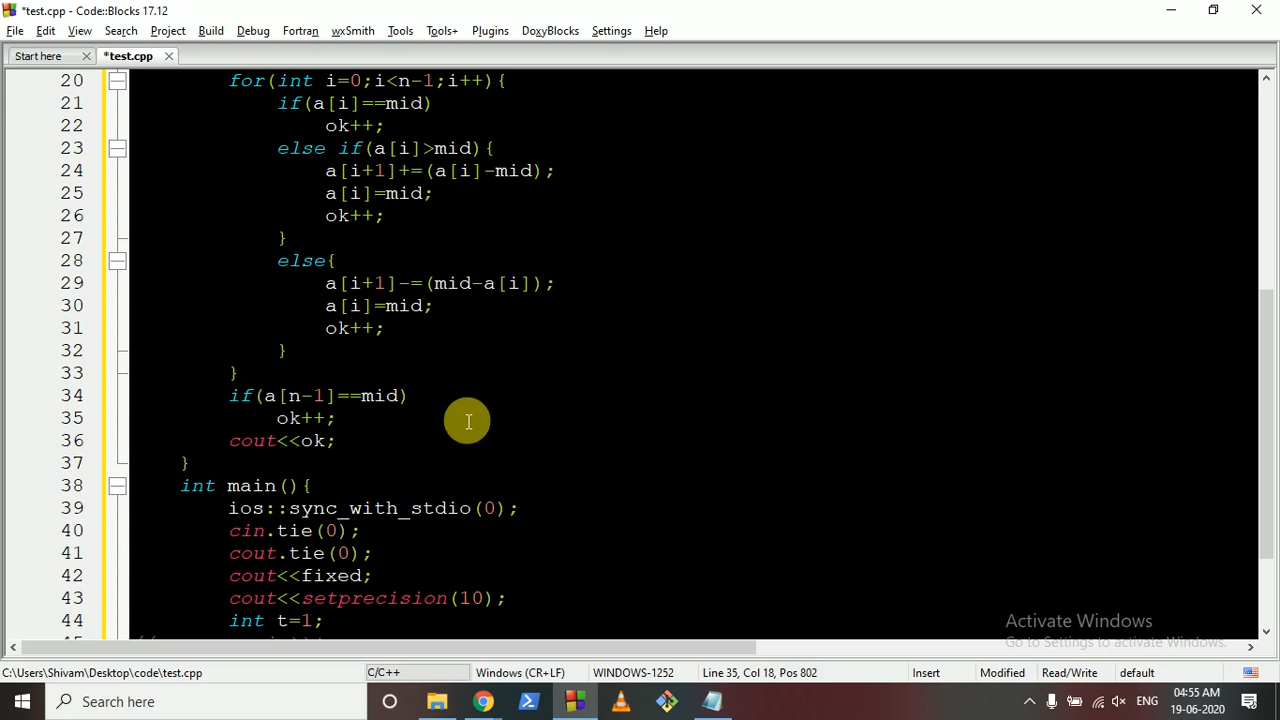 *test.cpp - Code::Blocks 17.12
File Edit View Search Project Build Debug Fortran wxSmith Tools Tools+ Plugins DoxyBlocks Settings Help
Start here *test.cpp
20 for(int i=0;i<n-1;i++){
21 if(a[i]==mid)
22 ok++;
23 else if(a[i]>mid){
24 a[i+1]+=(a[i]-mid);
25 a[i]=mid;
26 ok++;
27 }
28 else{
29 a[i+1]-=(mid-a[i]);
30 a[i]=mid;
31 ok++;
32 }
33 }
34 if(a[n-1]==mid)
35 ok++;
36 cout<<ok;
37 }
38 int main(){
39 ios::sync_with_stdio(0);
40 cin.tie(0);
41 cout.tie(0);
42 cout<<fixed;
43 cout<<setprecision(10);
44 int t=1;
Activate Windows
Go to Settings to activate Windows.
C:\Users\Shivam\Desktop\code\test.cpp C/C++ Windows (CR+LF) WINDOWS-1252 Line 35, Col 18, Pos 802 Insert Modified Read/Write default
Type here to search ENG 04:55 AM
19-06-2020